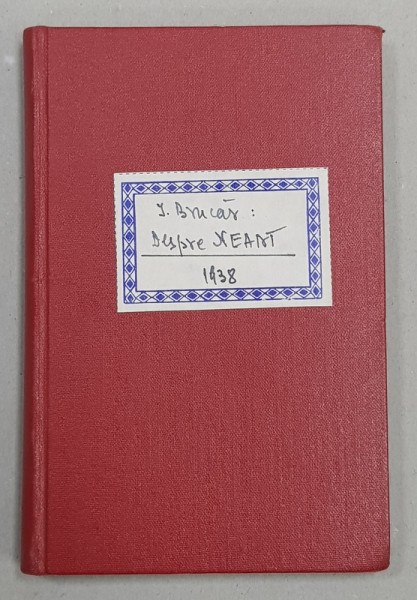 I. Brucăr:
Despre NEANT
1938